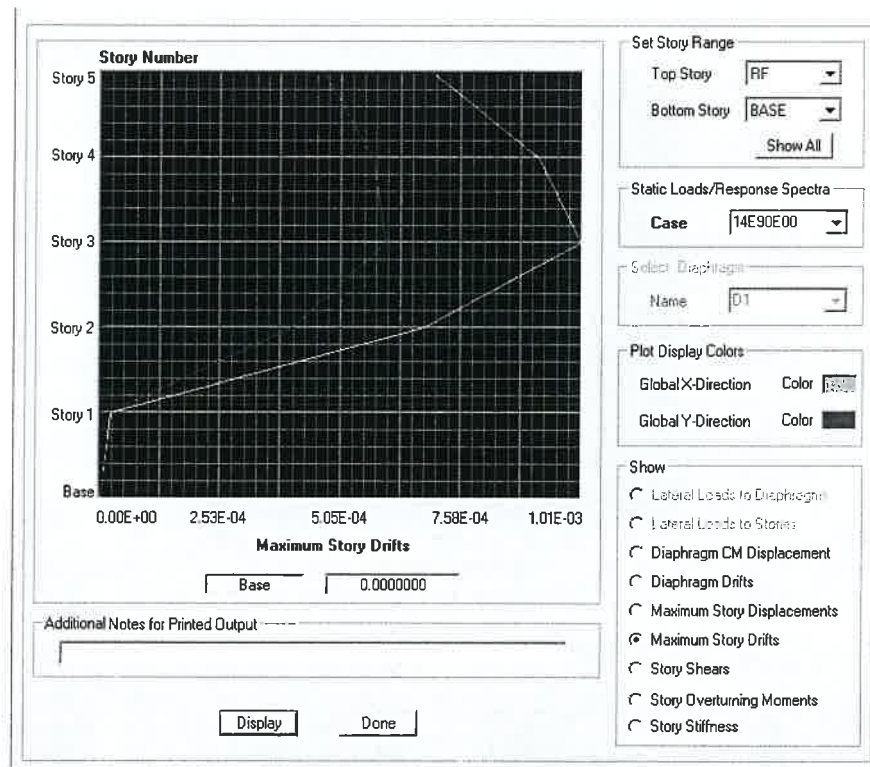 Story Number
Story 5
Story 4
Story 3
Story 2
Story 1
Base
0.00E+00 2.53E-04 5.05E-04 7.58E-04 1.01E-03
Maximum Story Drifts
Base 0.0000000
Additional Notes for Printed Output
Display Done
Set Story Range
Top Story RF
Bottom Story BASE
Show All
Static Loads/Response Spectra
Case 14E90E00
Select Diaphragm
Name D1
Plot Display Colors
Global X-Direction Color
Global Y-Direction Color
Show
Lateral Loads to Diaphragms
Lateral Loads to Stories
Diaphragm CM Displacement
Diaphragm Drifts
Maximum Story Displacements
Maximum Story Drifts
Story Shears
Story Overturning Moments
Story Stiffness